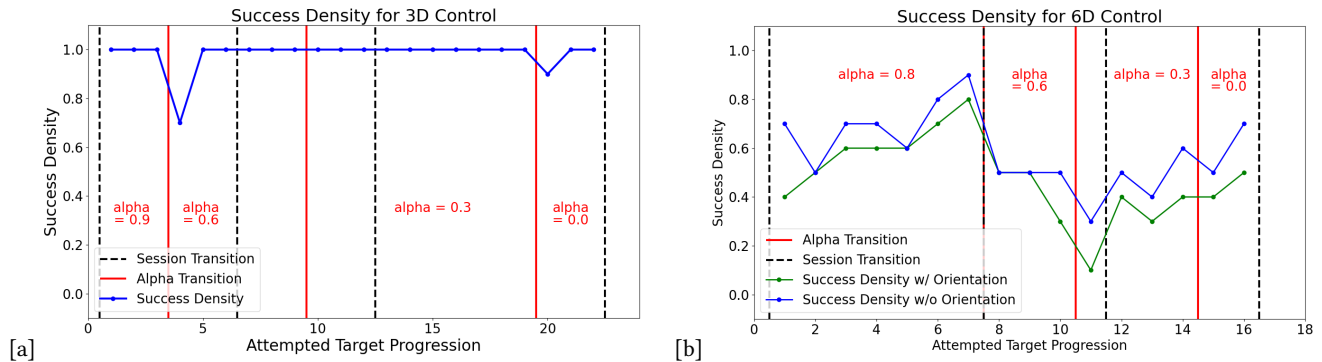 Success Density for 3D Control
Success Density
1.0
0.8
0.6
0.4
0.2
0.0
alpha
= 0.9
alpha
= 0.6
alpha = 0.3
alpha
= 0.0
Session Transition
Alpha Transition
Success Density
0
5
10
15
20
Attempted Target Progression
[a]
Success Density for 6D Control
Success Density
1.0
0.8
0.6
0.4
0.2
0.0
alpha = 0.8
alpha
= 0.6
alpha = 0.3
alpha
= 0.0
Alpha Transition
Session Transition
Success Density w/ Orientation
Success Density w/o Orientation
0
2
4
6
8
10
12
14
16
18
Attempted Target Progression
[b]